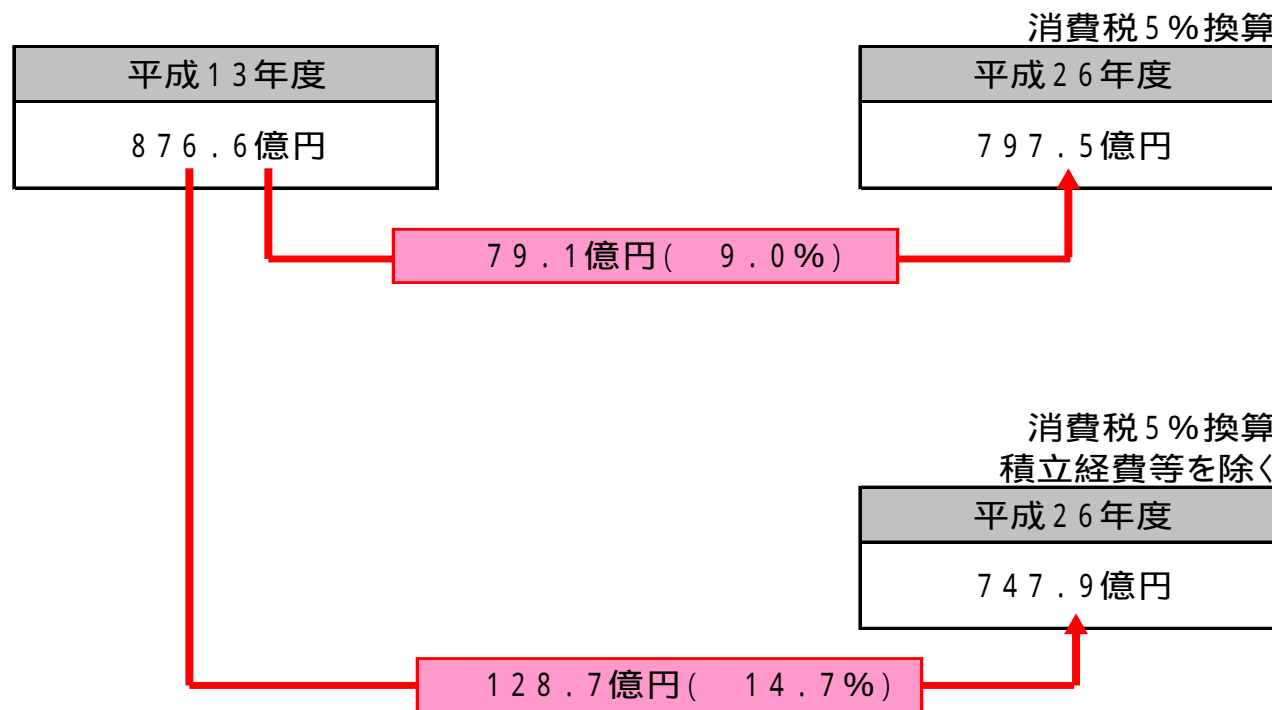 消費税5%換算
平成13年度
平成26年度
876.6億円
797.5億円
79.1億円( 9.0%)
消費税5%換算
積立経費等を除く
平成26年度
747.9億円
128.7億円( 14.7%)